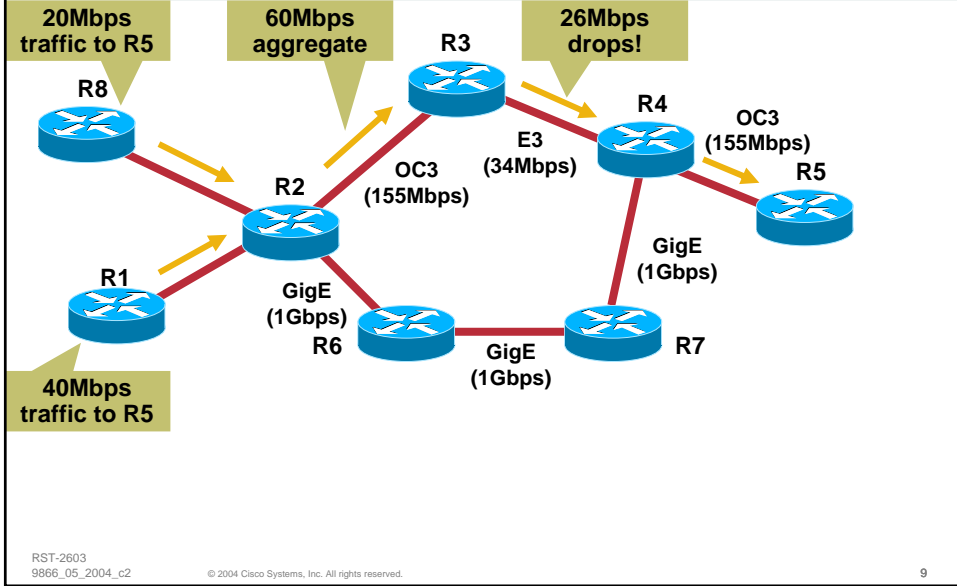 20Mbps
traffic to R5
60Mbps
aggregate
26Mbps
drops!
R3
R8
R4
OC3
(155Mbps)
E3
(34Mbps)
R5
R2
OC3
(155Mbps)
GigE
(1Gbps)
R1
GigE
(1Gbps)
R6
R7
GigE
(1Gbps)
40Mbps
traffic to R5
RST-2603
9866_05_2004_c2
© 2004 Cisco Systems, Inc. All rights reserved.
9